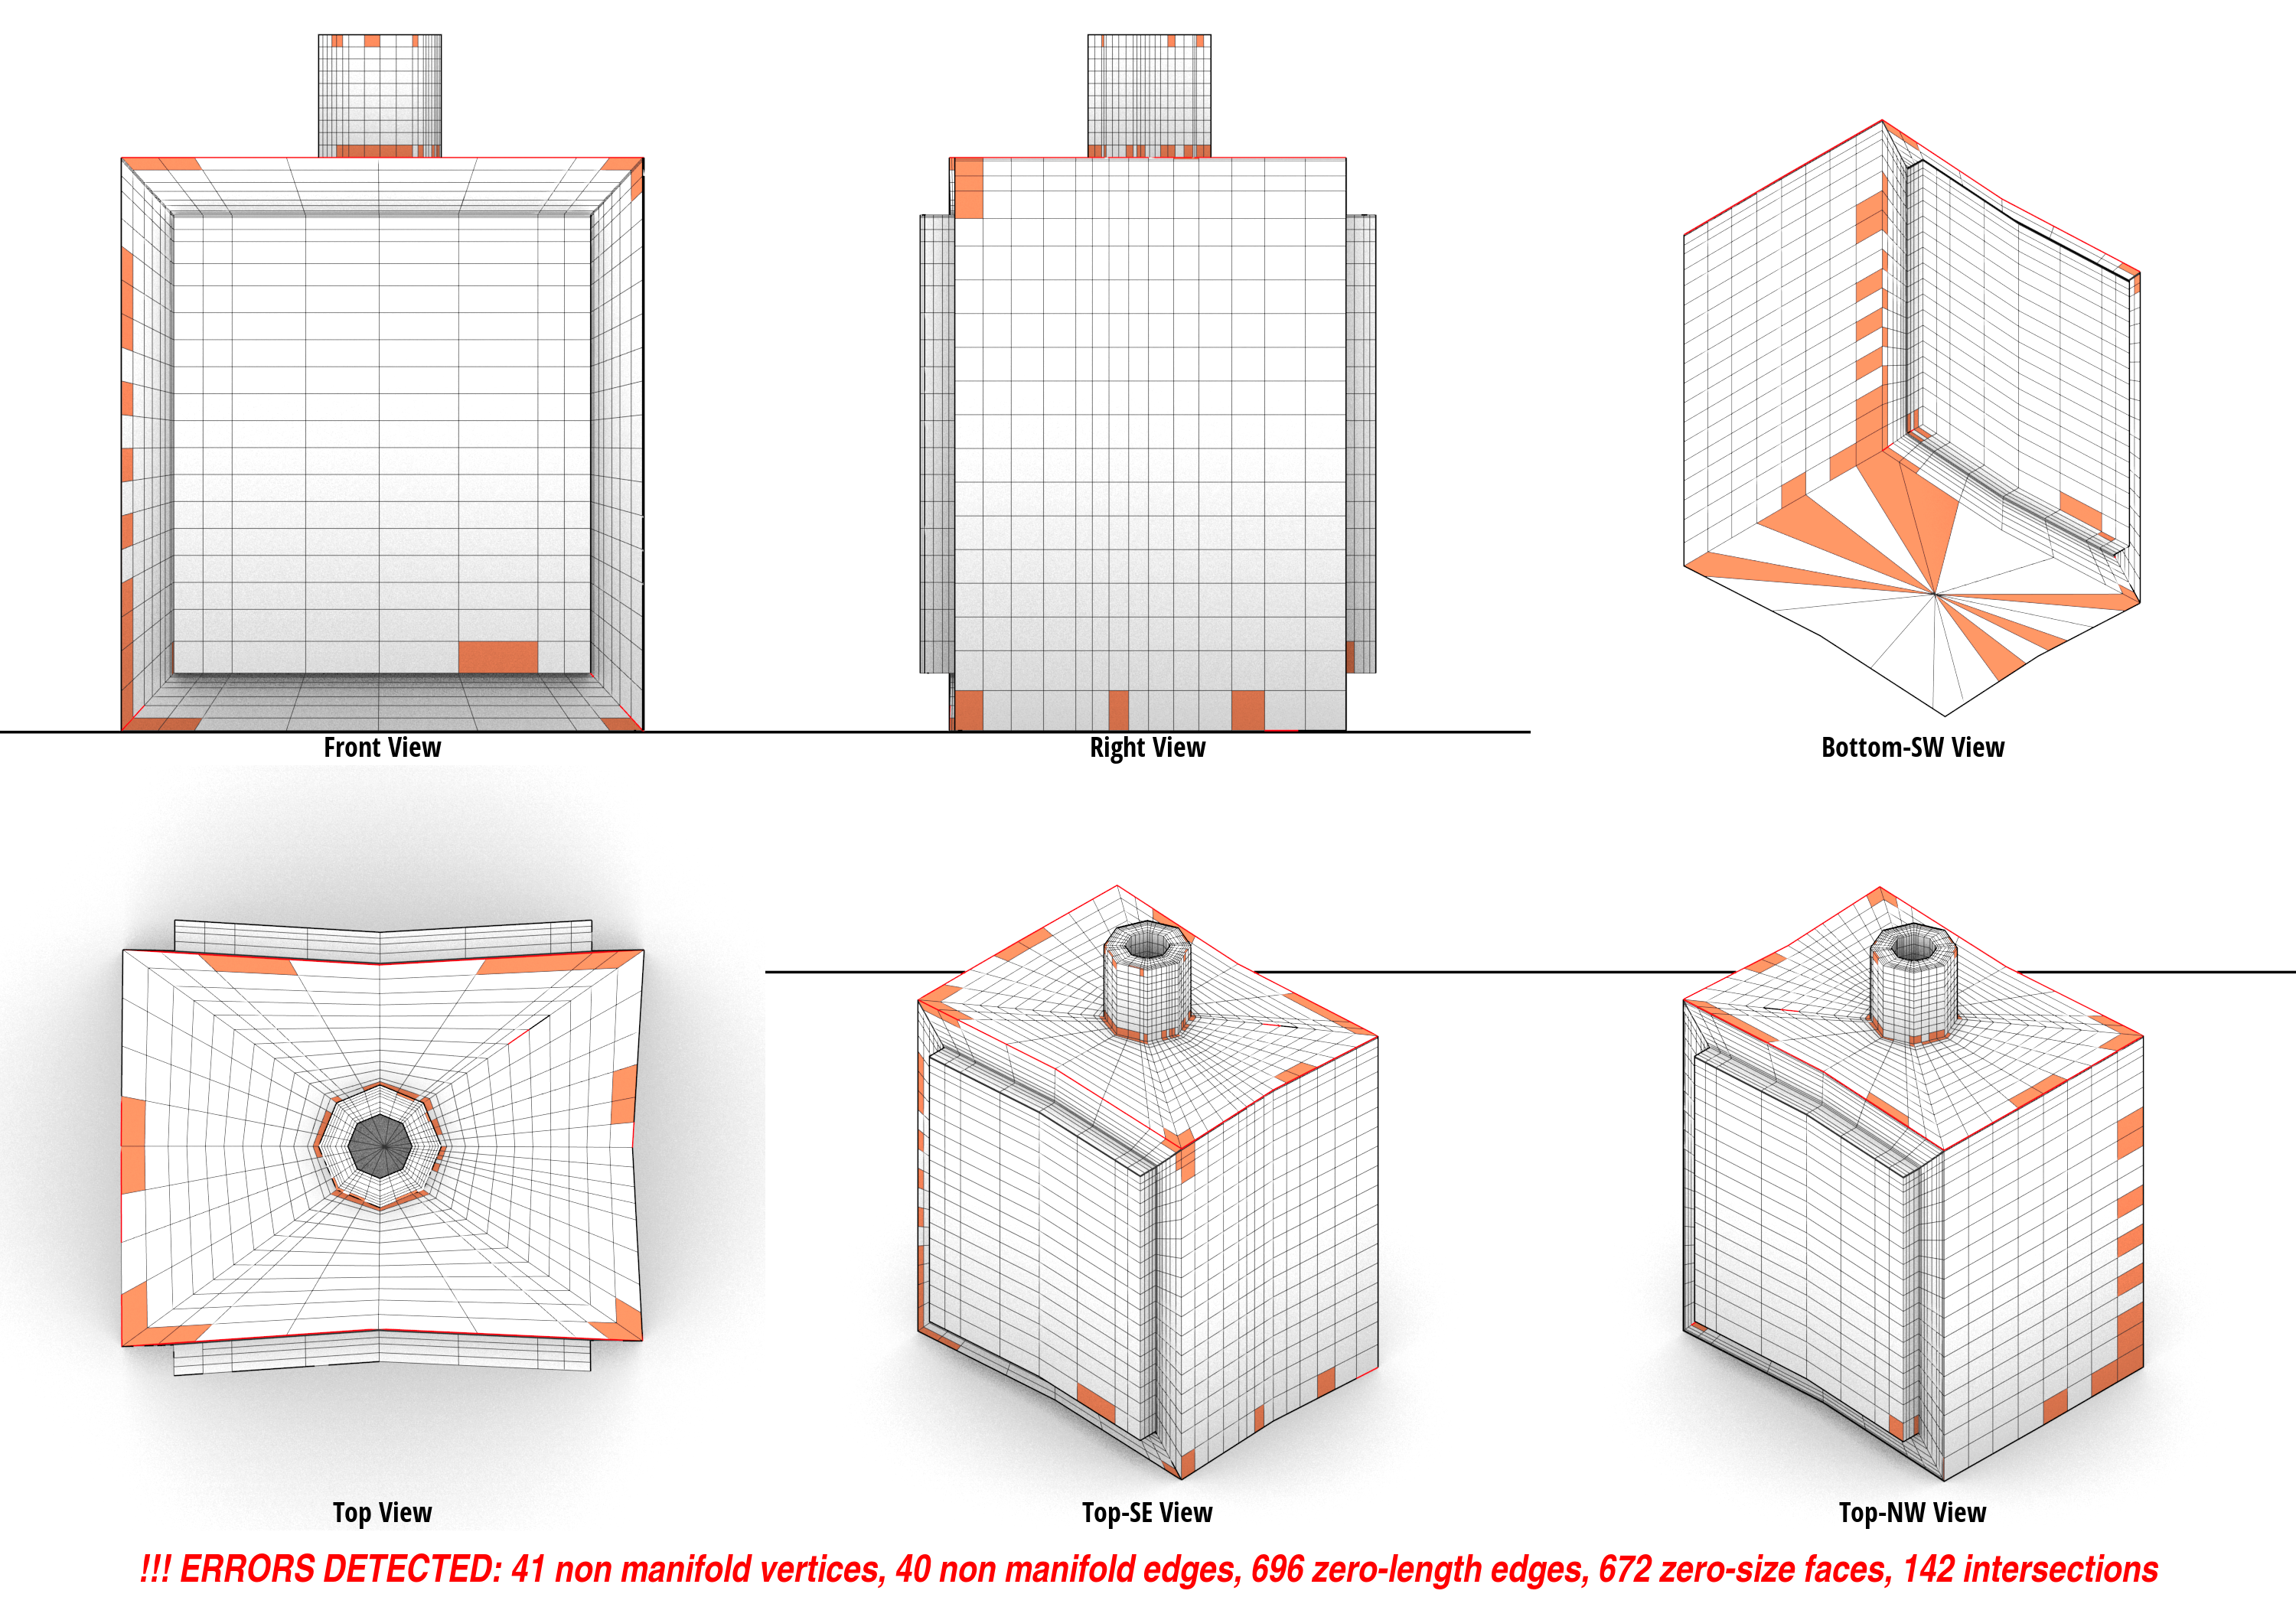 Front View
Right View
Bottom-SW View
Top View
Top-SE View
Top-NW View
!!! ERRORS DETECTED: 41 non manifold vertices, 40 non manifold edges, 696 zero-length edges, 672 zero-size faces, 142 intersections